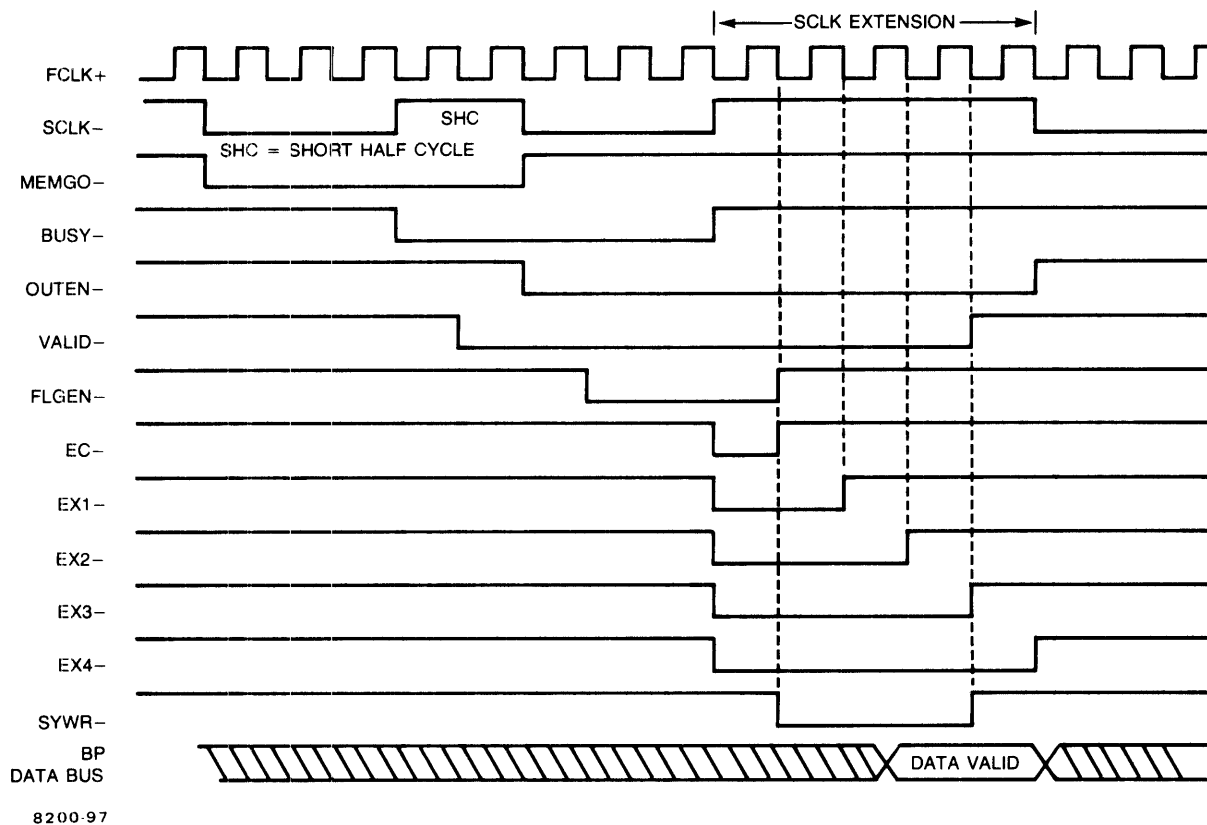 SCLK EXTENSION
FCLK+
SCLK–
SHC
SHC = SHORT HALF CYCLE
MEMGO–
BUSY–
OUTEN–
VALID–
FLGEN–
EC–
EX1–
EX2–
EX3–
EX4–
SYWR–
BP
DATA BUS
DATA VALID
8200-97